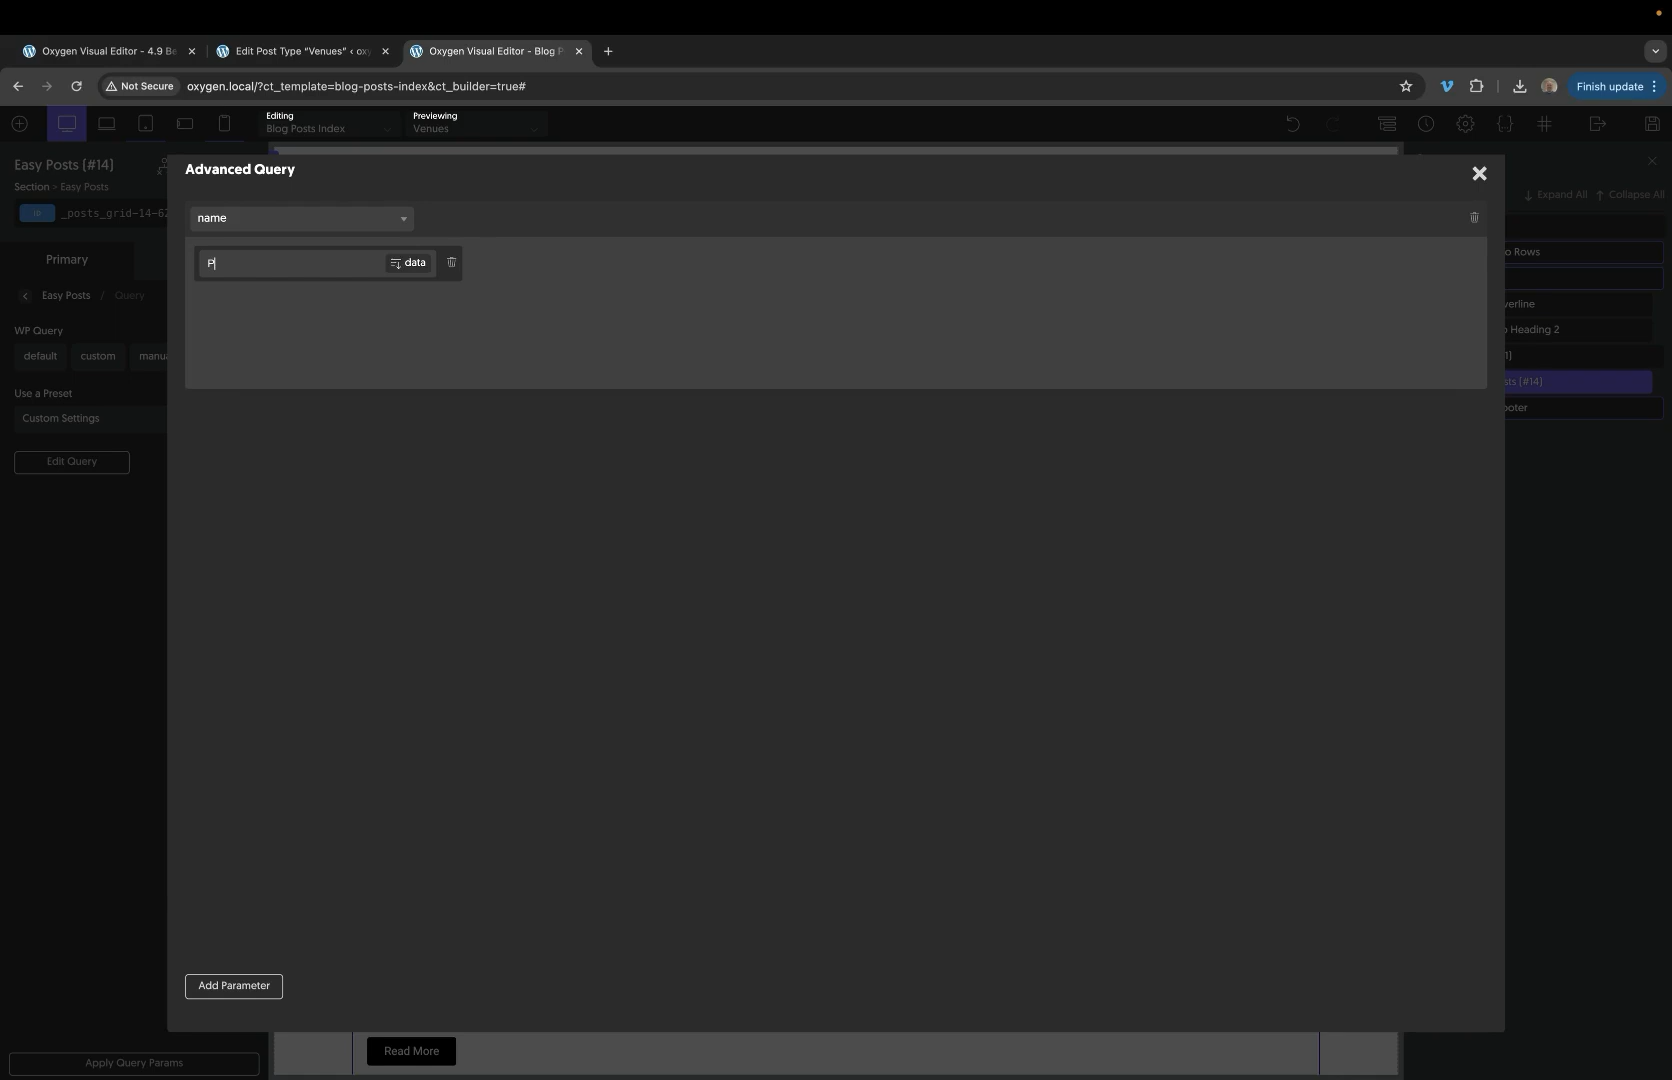 Oxygen Visual Editor - 4.9 Be
Edit Post Type “Venues” ‹ oxy
Oxygen Visual Editor - Blog P
Not Secure
oxygen.local/?ct_template=blog-posts-index&ct_builder=true#
Finish update
Editing
Blog Posts Index
Previewing
Venues
Easy Posts (#14)
Section > Easy Posts
ID
_posts_grid-14-62
Primary
Easy Posts / Query
WP Query
default
custom
manua
Use a Preset
Custom Settings
Edit Query
Apply Query Params
Advanced Query
name
P
data
Add Parameter
Read More
Expand All
Collapse All
o Rows
verline
o Heading 2
1)
sts (#14)
ooter